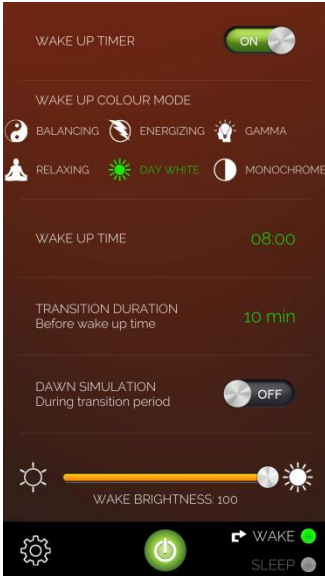 WAKE UP TIMER ON
WAKE UP COLOUR MODE
BALANCING ENERGIZING GAMMA
RELAXING DAY WHITE MONOCHROME
WAKE UP TIME 08:00
TRANSITION DURATION
Before wake up time
10 min
DAWN SIMULATION
During transition period
OFF
WAKE BRIGHTNESS: 100
WAKE
SLEEP